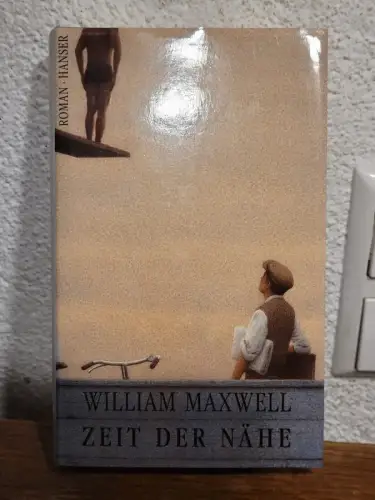 ROMAN · HANSER
WILLIAM MAXWELL
ZEIT DER NÄHE